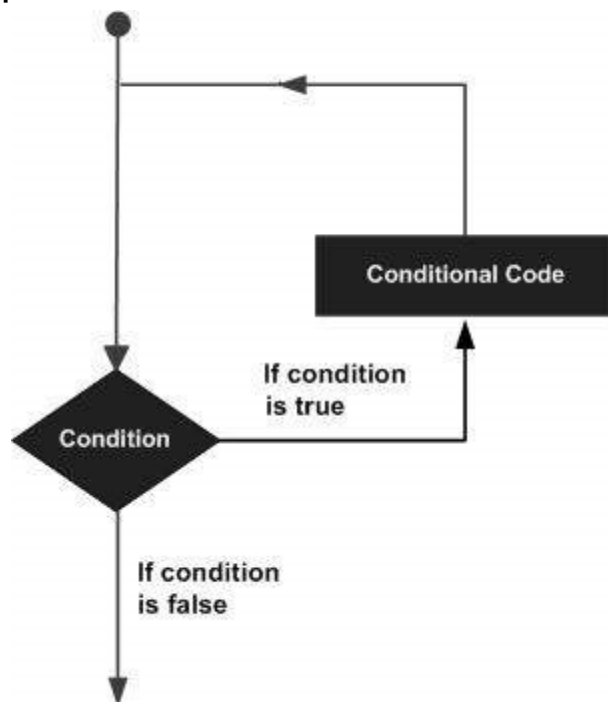 Conditional Code
If condition
is true
Condition
If condition
is false